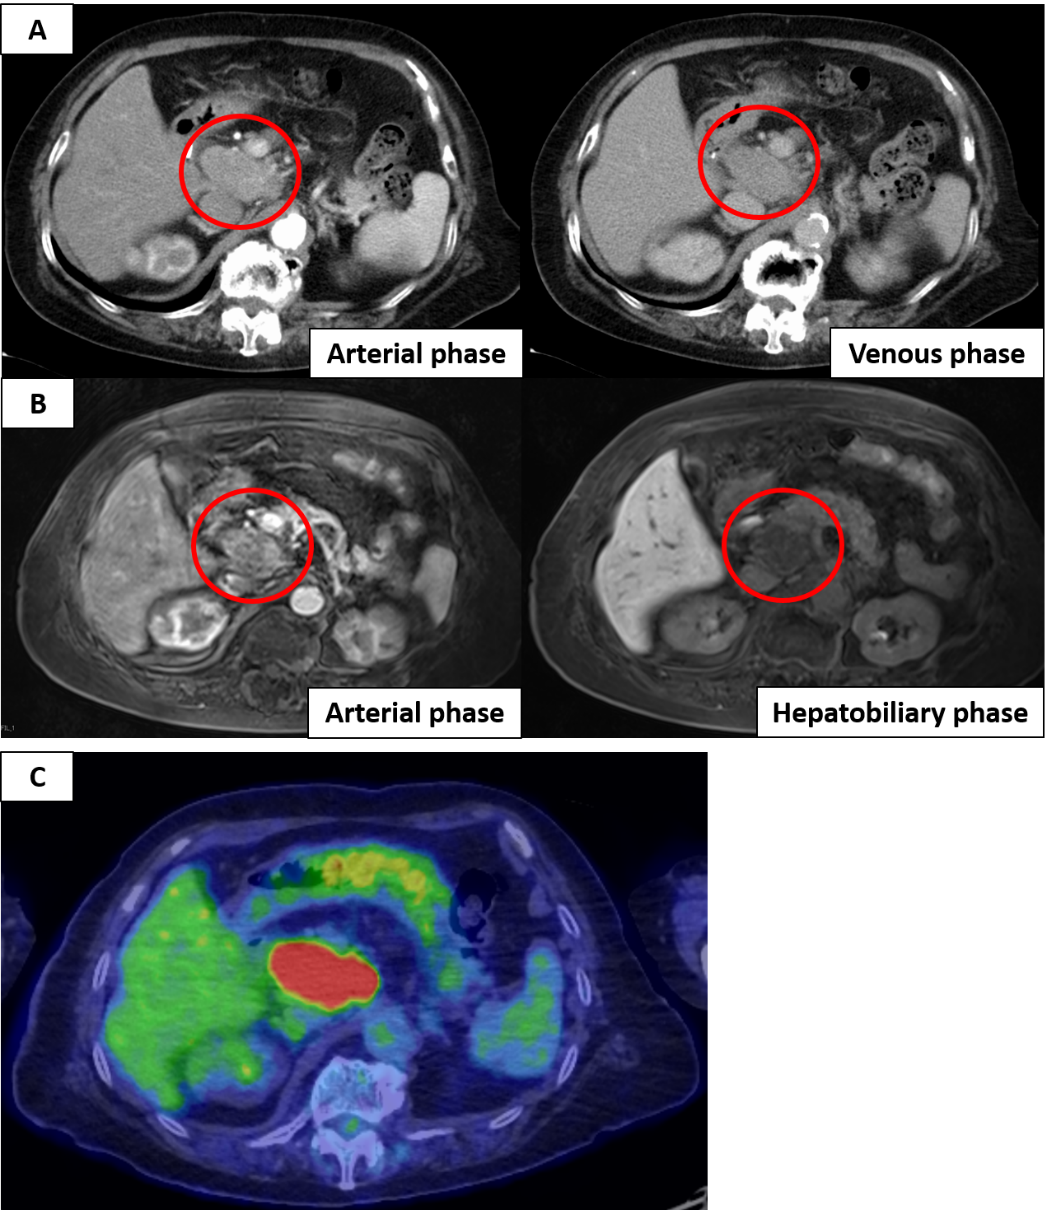 A
Arterial phase
Venous phase
B
Arterial phase
Hepatobiliary phase
C